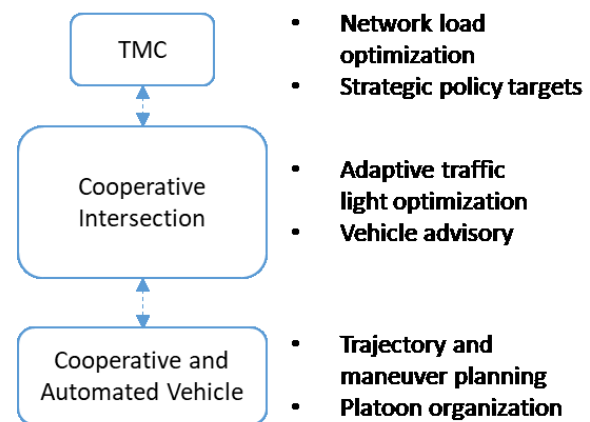 TMC
• Network load
optimization
• Strategic policy targets
Cooperative
Intersection
• Adaptive traffic
light optimization
• Vehicle advisory
Cooperative and
Automated Vehicle
• Trajectory and
maneuver planning
• Platoon organization